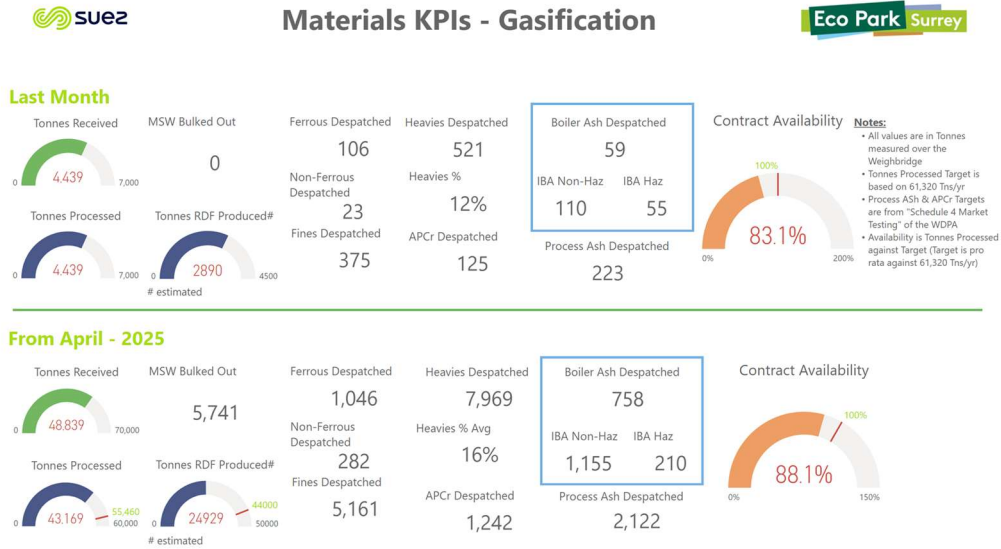 suez
Materials KPIs - Gasification
Eco Park Surrey
Last Month
Tonnes Received
0
4.439
7,000
MSW Bulked Out
0
Tonnes Processed
0
4.439
7,000
Tonnes RDF Produced#
0
2890
4500
# estimated
Ferrous Despatched
106
Non-Ferrous
Despatched
23
Fines Despatched
375
Heavies Despatched
521
Heavies %
12%
APCr Despatched
125
Boiler Ash Despatched
59
IBA Non-Haz
110
IBA Haz
55
Process Ash Despatched
223
Contract Availability
100%
83.1%
0%
200%
Notes:
• All values are in Tonnes
measured over the
Weighbridge
• Tonnes Processed Target is
based on 61,320 Tns/yr
• Process ASh & APCr Targets
are from "Schedule 4 Market
Testing" of the WDPA
• Availability is Tonnes Processed
against Target (Target is pro
rata against 61,320 Tns/yr)
From April - 2025
Tonnes Received
0
48.839
70,000
MSW Bulked Out
5,741
Tonnes Processed
0
43.169
55,460
60,000
Tonnes RDF Produced#
0
24929
44000
50000
# estimated
Ferrous Despatched
1,046
Non-Ferrous
Despatched
282
Fines Despatched
5,161
Heavies Despatched
7,969
Heavies % Avg
16%
APCr Despatched
1,242
Boiler Ash Despatched
758
IBA Non-Haz
1,155
IBA Haz
210
Process Ash Despatched
2,122
Contract Availability
100%
88.1%
0%
150%